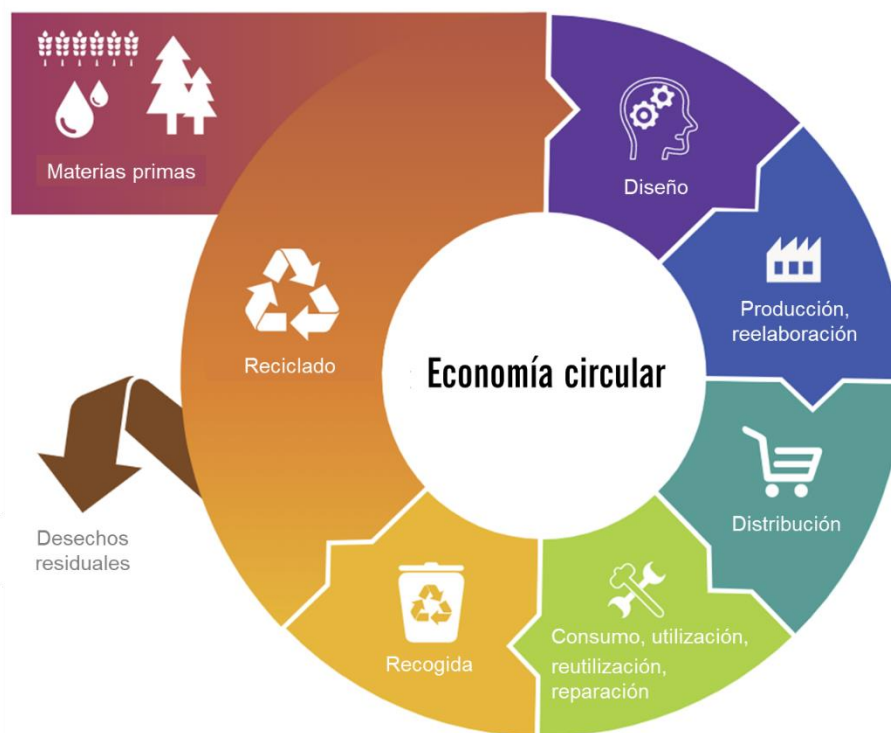 Materias primas
Diseño
Producción,
reelaboración
Reciclado
Economía circular
Distribución
Desechos
residuales
Consumo, utilización,
reutilización,
reparación
Recogida